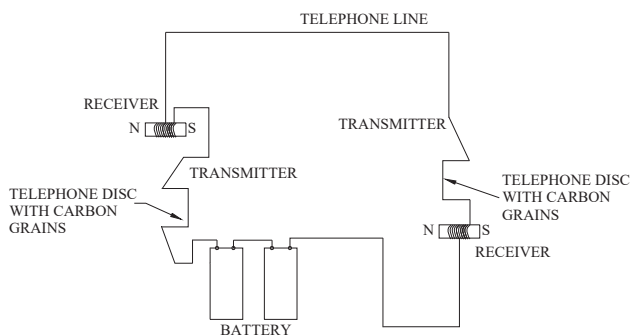 TELEPHONE LINE
RECEIVER
N S
TRANSMITTER
TRANSMITTER
TELEPHONE DISC
WITH CARBON
GRAINS
TELEPHONE DISC
WITH CARBON
GRAINS
N S
RECEIVER
BATTERY